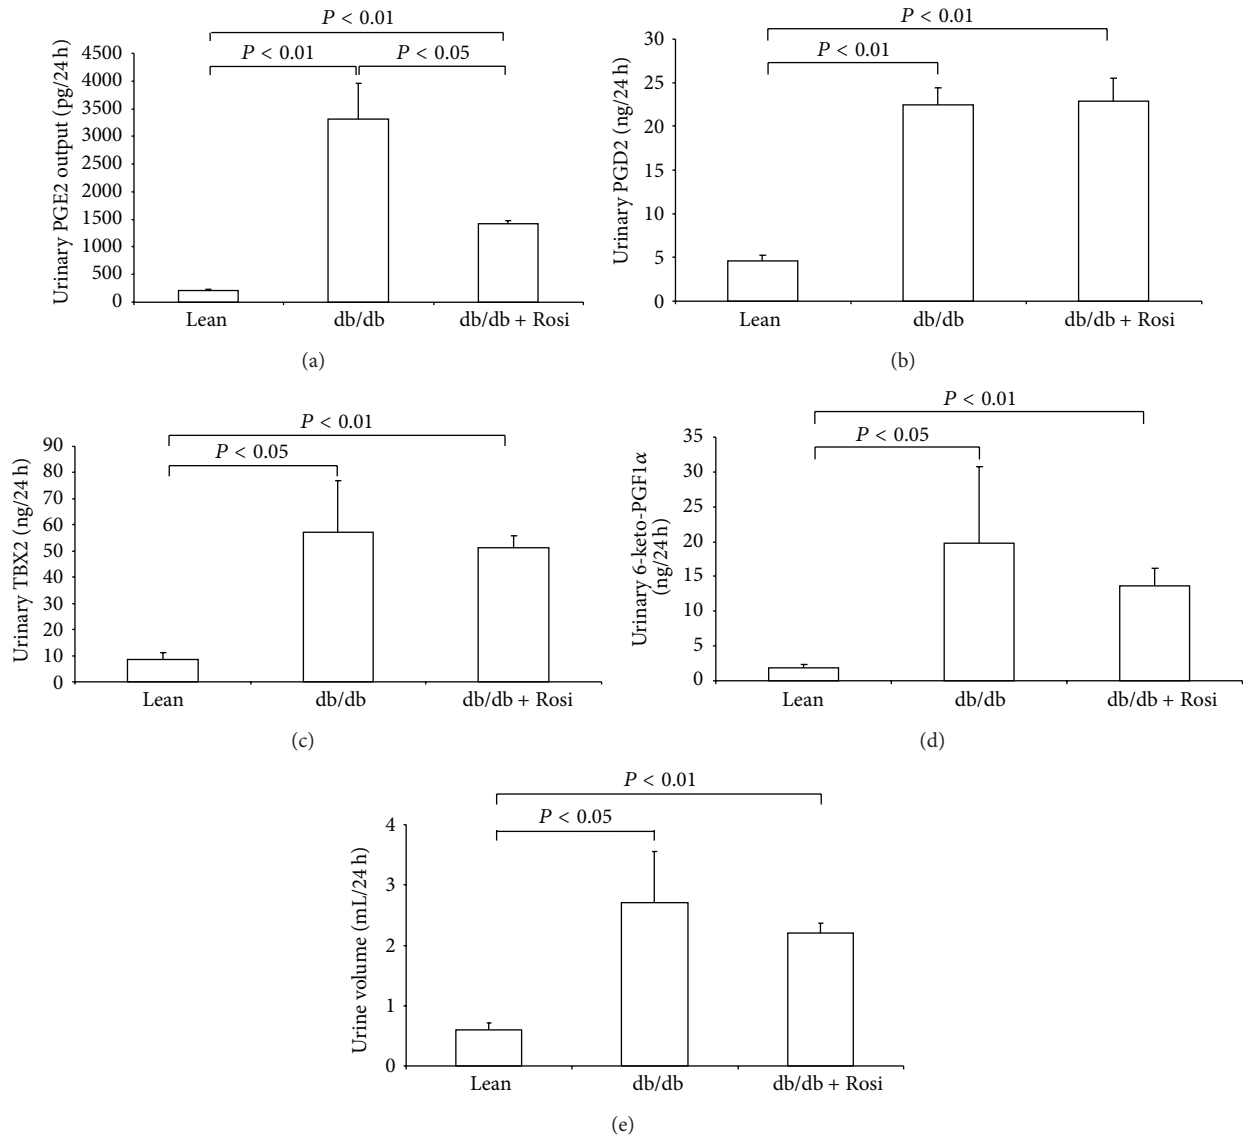 P < 0.01
P < 0.01
P < 0.05
4500
4000
3500
3000
2500
2000
1500
1000
500
0
Urinary PGE2 output (pg/24 h)
Lean
db/db
db/db + Rosi
(a)
P < 0.01
P < 0.01
30
25
20
15
10
5
0
Urinary PGD2 (ng/24 h)
Lean
db/db
db/db + Rosi
(b)
P < 0.01
P < 0.05
90
80
70
60
50
40
30
20
10
0
Urinary TBX2 (ng/24 h)
Lean
db/db
db/db + Rosi
(c)
P < 0.01
P < 0.05
35
30
25
20
15
10
5
0
Urinary 6-keto-PGF1α
(ng/24 h)
Lean
db/db
db/db + Rosi
(d)
P < 0.01
P < 0.05
4
3
2
1
0
Urine volume (mL/24 h)
Lean
db/db
db/db + Rosi
(e)